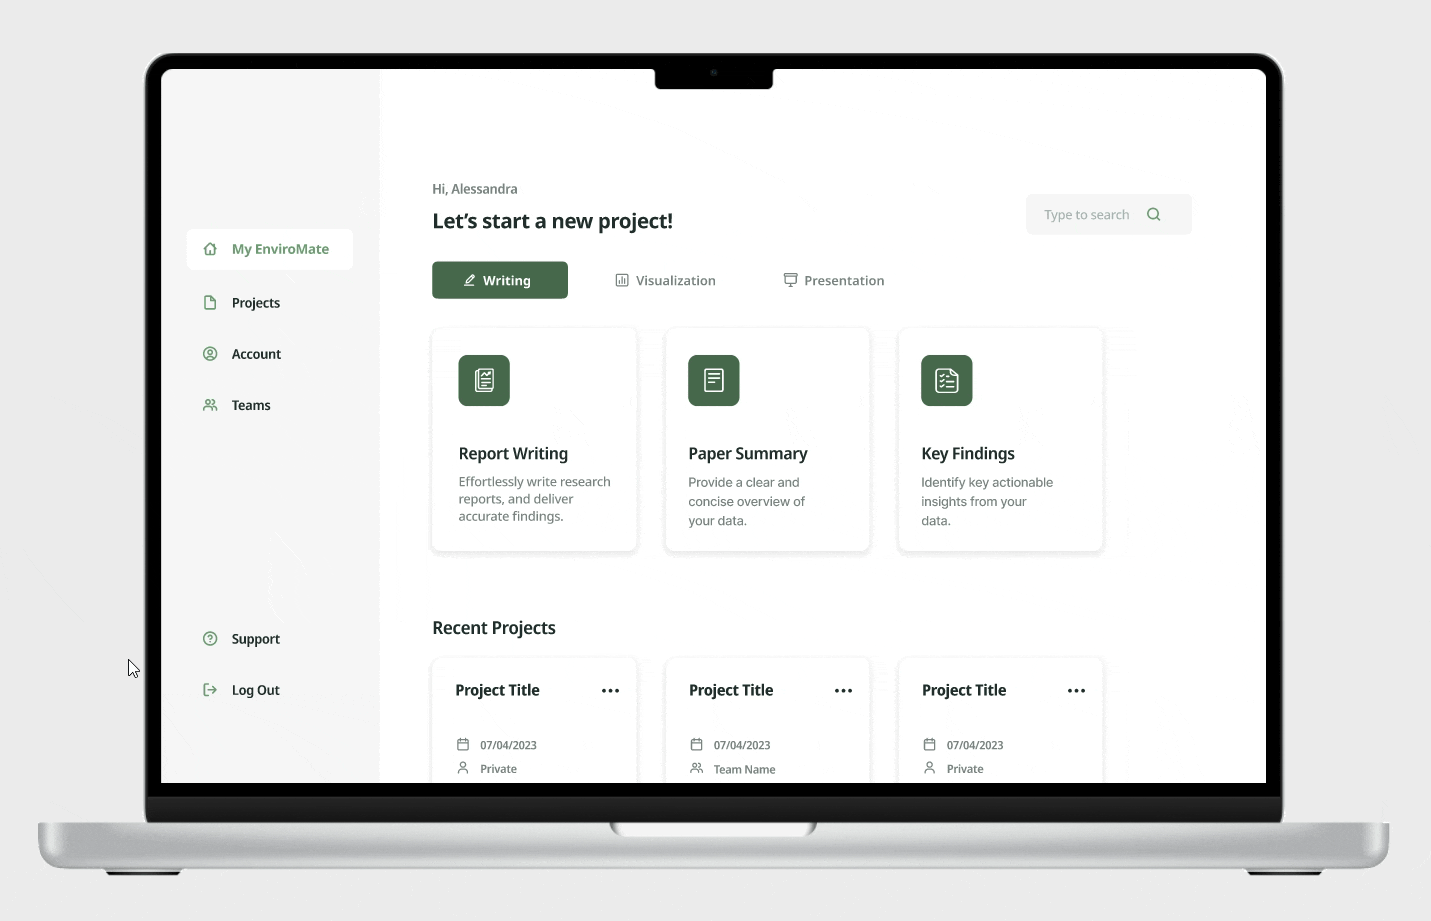 Hi, Alessandra
Let's start a new project!
Type to search
My EnviroMate
Projects
Account
Teams
Support
Log Out
Writing
Visualization
Presentation
Report Writing
Effortlessly write research
reports, and deliver
accurate findings.
Paper Summary
Provide a clear and
concise overview of
your data.
Key Findings
Identify key actionable
insights from your
data.
Recent Projects
Project Title
07/04/2023
Private
Project Title
07/04/2023
Team Name
Project Title
07/04/2023
Private